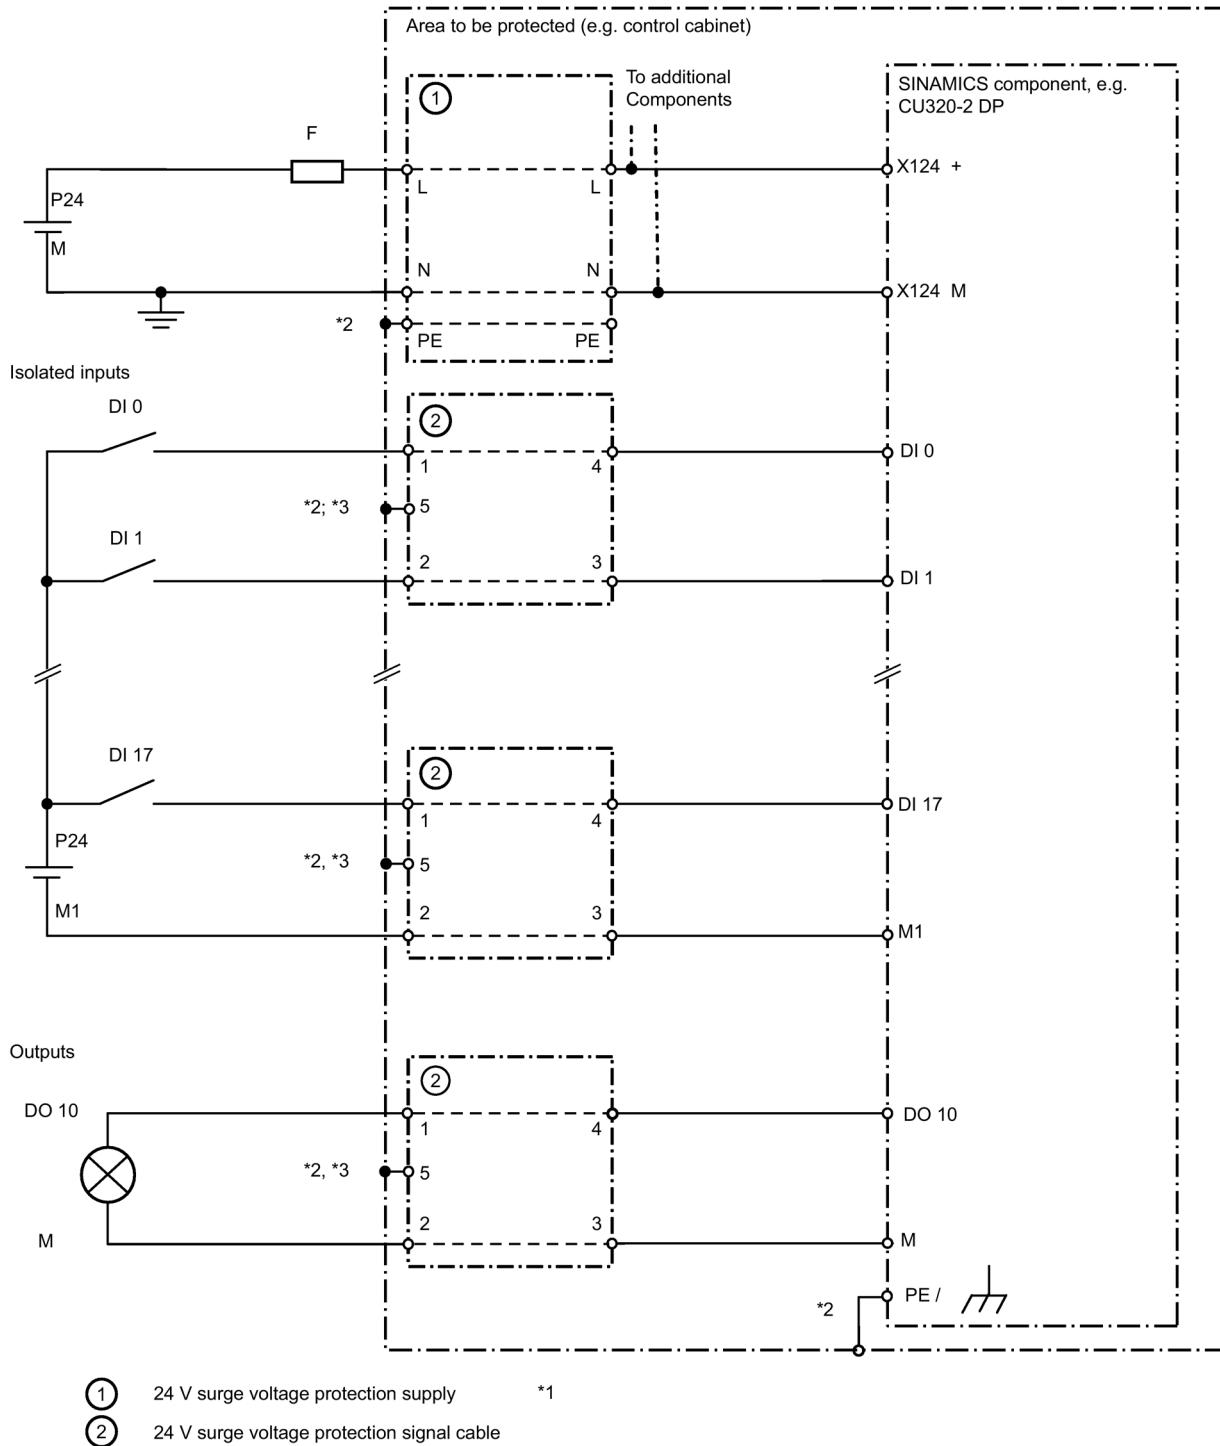 Area to be protected (e.g. control cabinet)
To additional
Components
SINAMICS component, e.g.
CU320-2 DP
1
F
P24
M
L
L
X124 +
N
N
X124 M
*2
PE
PE
Isolated inputs
DI 0
2
1
4
DI 0
*2; *3
5
DI 1
2
3
DI 1
DI 17
2
1
4
DI 17
P24
*2, *3
5
M1
2
3
M1
Outputs
2
DO 10
1
4
DO 10
*2, *3
5
M
2
3
M
*2
PE /
1 24 V surge voltage protection supply *1
2 24 V surge voltage protection signal cable